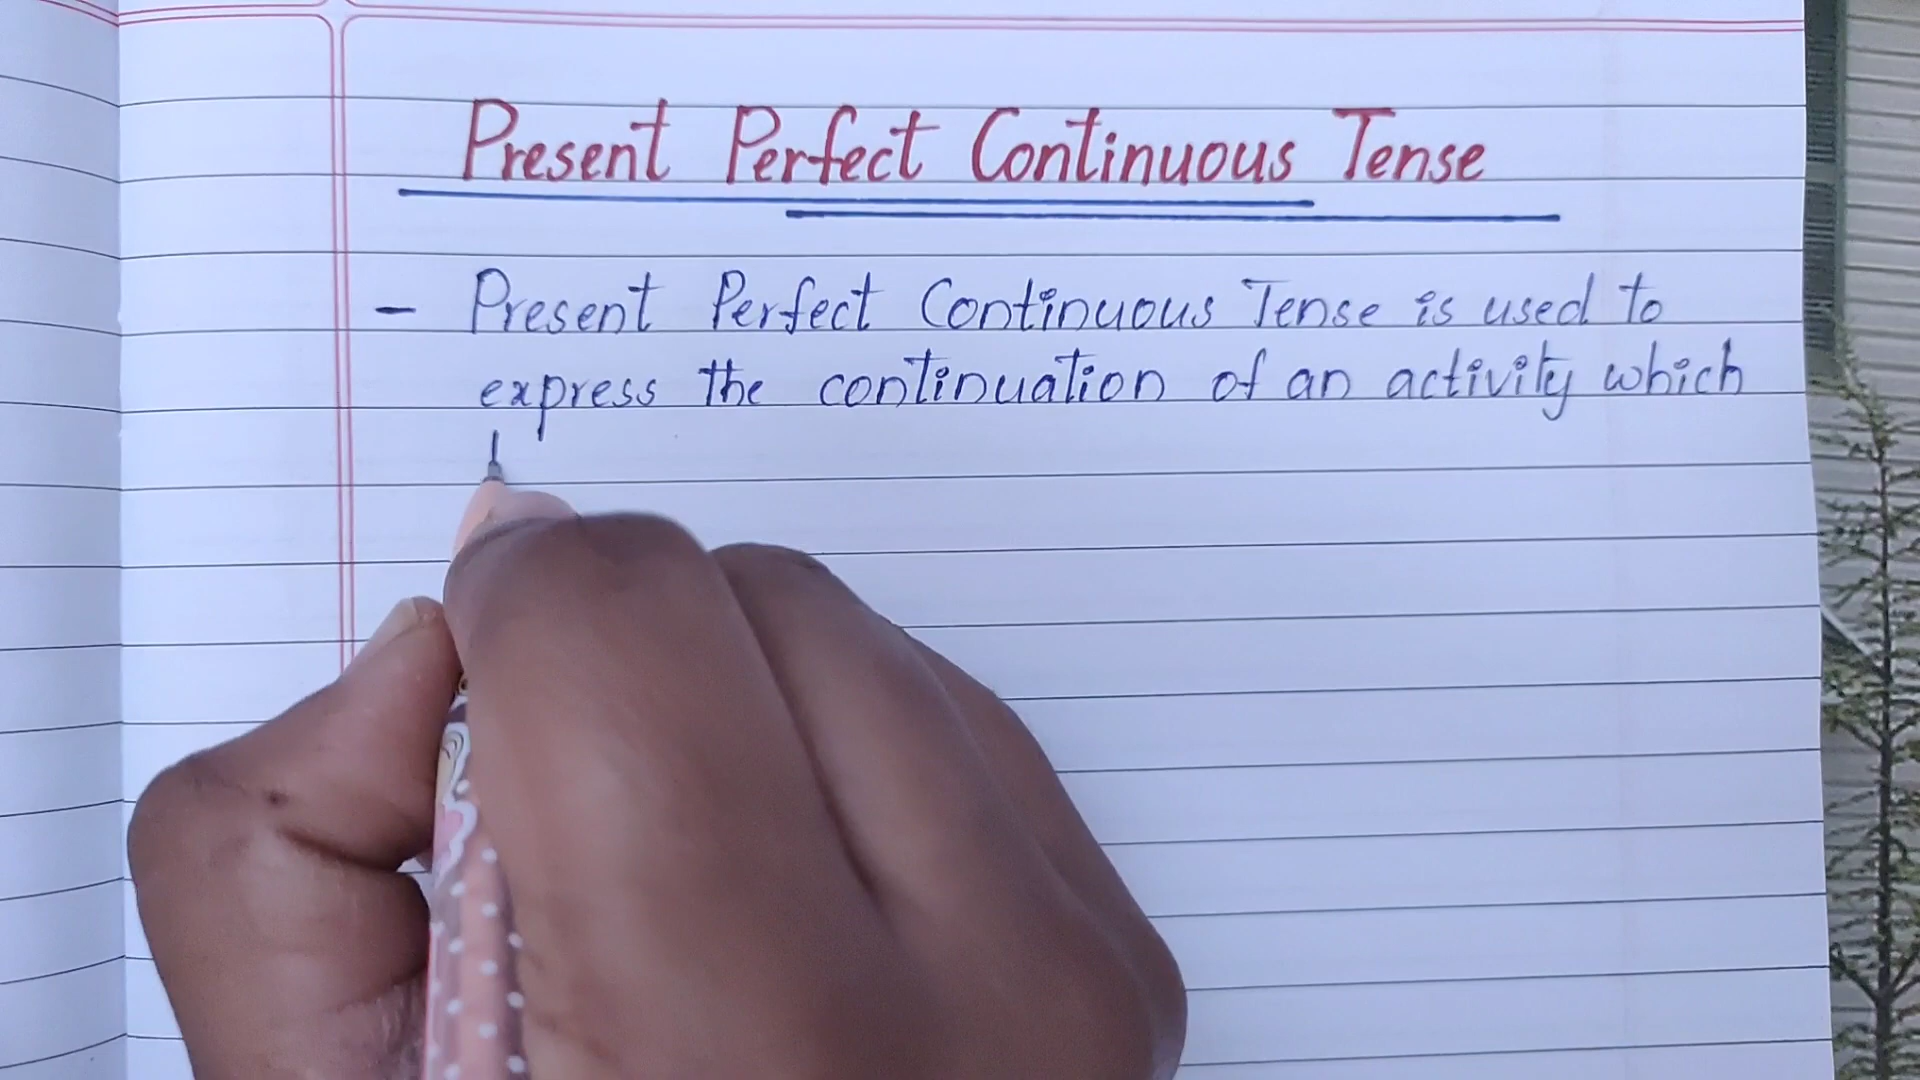 Present Perfect Continuous Tense
- Present Perfect Continuous Tense is used to
express the continuation of an activity which